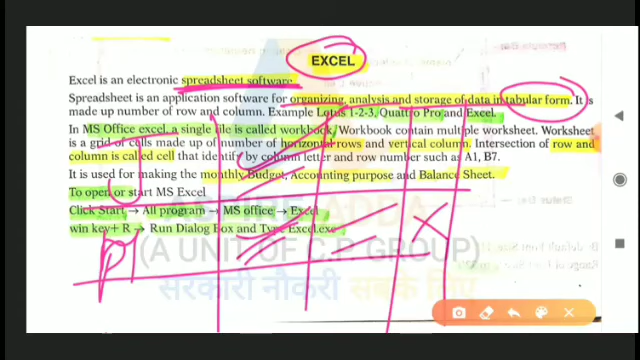 EXCEL
Excel is an electronic spreadsheet software.
Spreadsheet is an application software for organizing, analysis and storage of data in tabular form. It is
made up number of row and column. Example Lotus 1-2-3, Quattro Pro and Excel.
In MS Office excel, a single file is called workbook. Workbook contain multiple worksheet. Worksheet
is a grid of cells made up of number of horizontal rows and vertical column. Intersection of row and
column is called cell that identify by column letter and row number such as A1, B7.
It is used for making the monthly Budget, Accounting purpose and Balance Sheet.
To open or start MS Excel
Click Start → All program → MS office → Excel
win key+ R → Run Dialog Box and Type Excel.exe
ADDA
(A UNIT OF C.P. GROUP)
सरकारी नौकरी सबके लिए